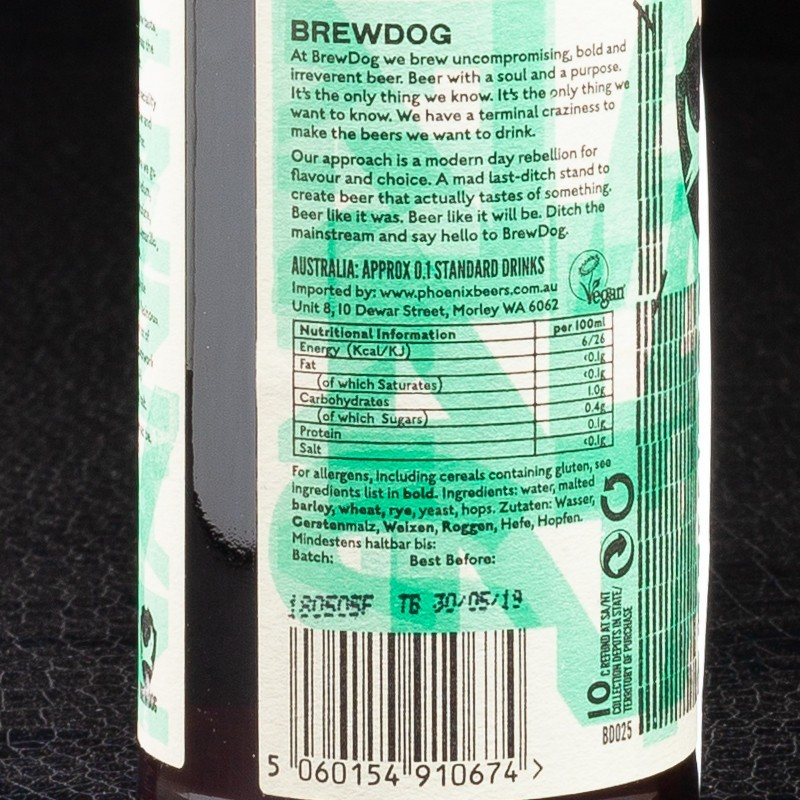 BREWDOG
At BrewDog we brew uncompromising, bold and
irreverent beer. Beer with a soul and a purpose.
It's the only thing we know. It's the only thing we
want to know. We have a terminal craziness to
make the beers we want to drink.
Our approach is a modern day rebellion for
flavour and choice. A mad last-ditch stand to
create beer that actually tastes of something.
Beer like it was. Beer like it will be. Ditch the
mainstream and say hello to BrewDog.
AUSTRALIA: APPROX 0.1 STANDARD DRINKS
Imported by: www.phoenixbeers.com.au
Unit 8, 10 Dewar Street, Morley WA 6062
Vegan
Nutritional Information per 100ml
Energy (Kcal/KJ) 6/26
Fat <0.1g
(of which Saturates) <0.1g
Carbohydrates 1.0g
(of which Sugars) 0.4g
Protein 0.1g
Salt <0.1g
For allergens, including cereals containing gluten, see
ingredients list in bold. Ingredients: water, malted
barley, wheat, rye, yeast, hops. Zutaten: Wasser,
Gerstenmalz, Weizen, Roggen, Hefe, Hopfen.
Mindestens haltbar bis:
Batch: Best Before:
180505F TB 30/05/19
10 C REFUND AT SA/NT
COLLECTION DEPOTS IN STATE/
TERRITORY OF PURCHASE
BD025
5 060154 910674 >